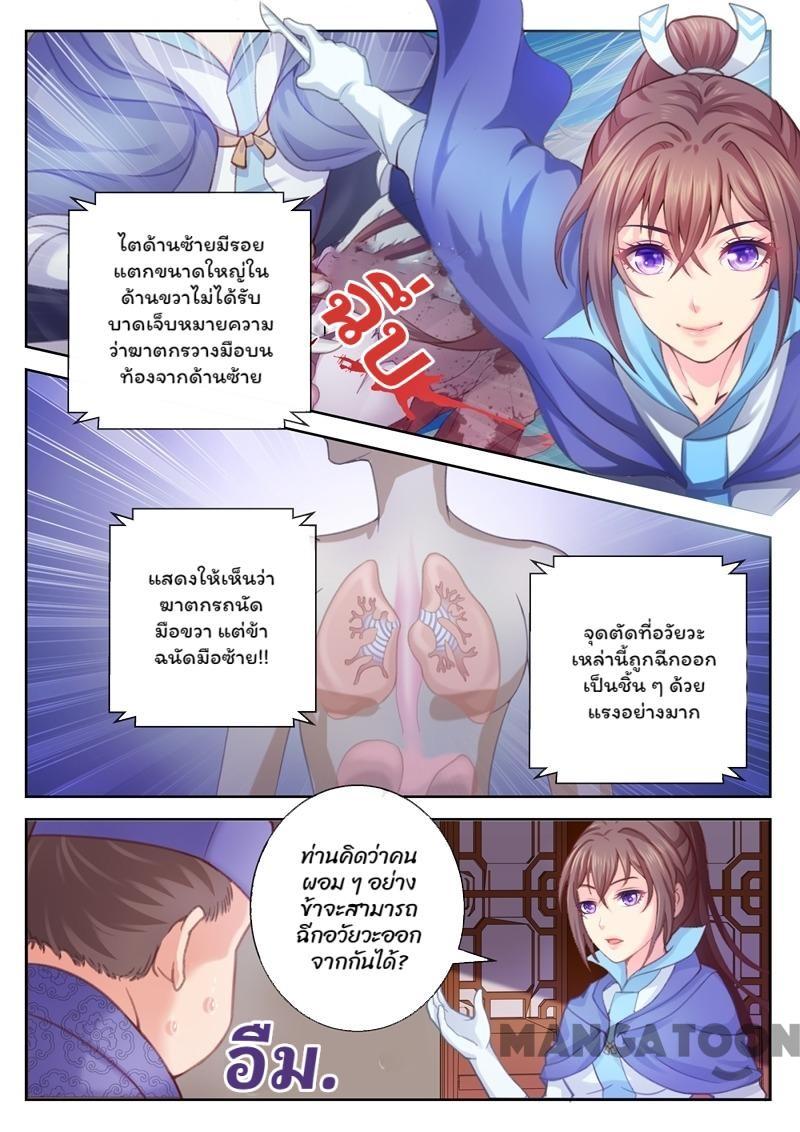 ไตด้านซ้ายมีรอย
แตกขนาดใหญ่ใน
ด้านขวาไม่ได้รับ
บาดเจ็บหมายความ
ว่าฆาตกรวางมือบน
ท้องจากด้านซ้าย
ฉึบ
แสดงให้เห็นว่า
ฆาตกรถนัด
มือขวา แต่ข้า
ฉนัดมือซ้าย!!
จุดตัดที่อวัยวะ
เหล่านี้ถูกฉีกออก
เป็นชิ้น ๆ ด้วย
แรงอย่างมาก
ท่านคิดว่าคน
ผอม ๆ อย่าง
ข้าจะสามารถ
ฉีกอวัยวะออก
จากกันได้?
อืม.
MANGATOON